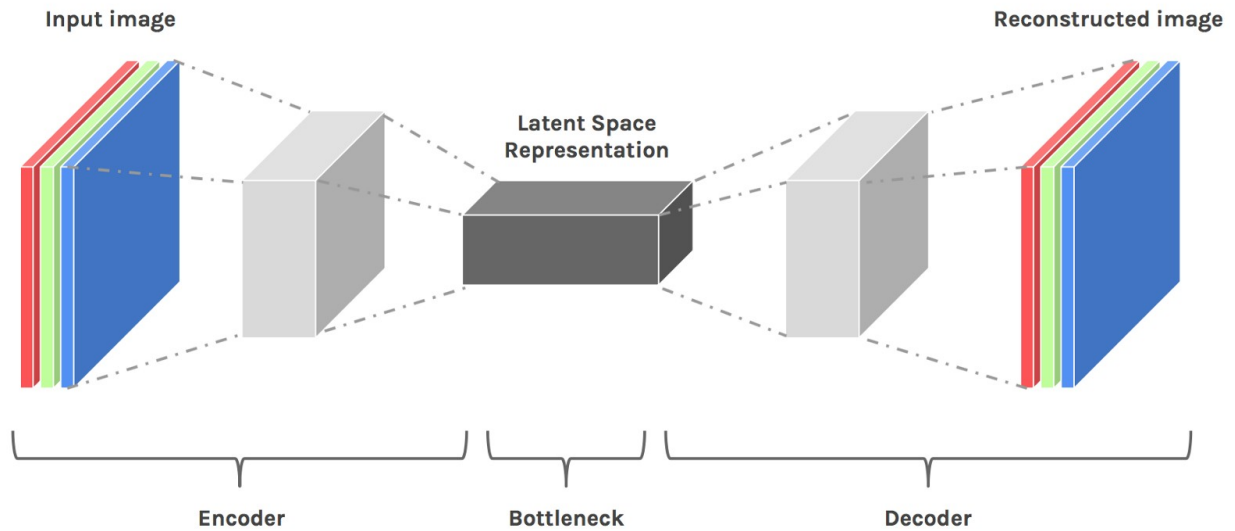 Input image
Reconstructed image
Latent Space
Representation
Encoder
Bottleneck
Decoder